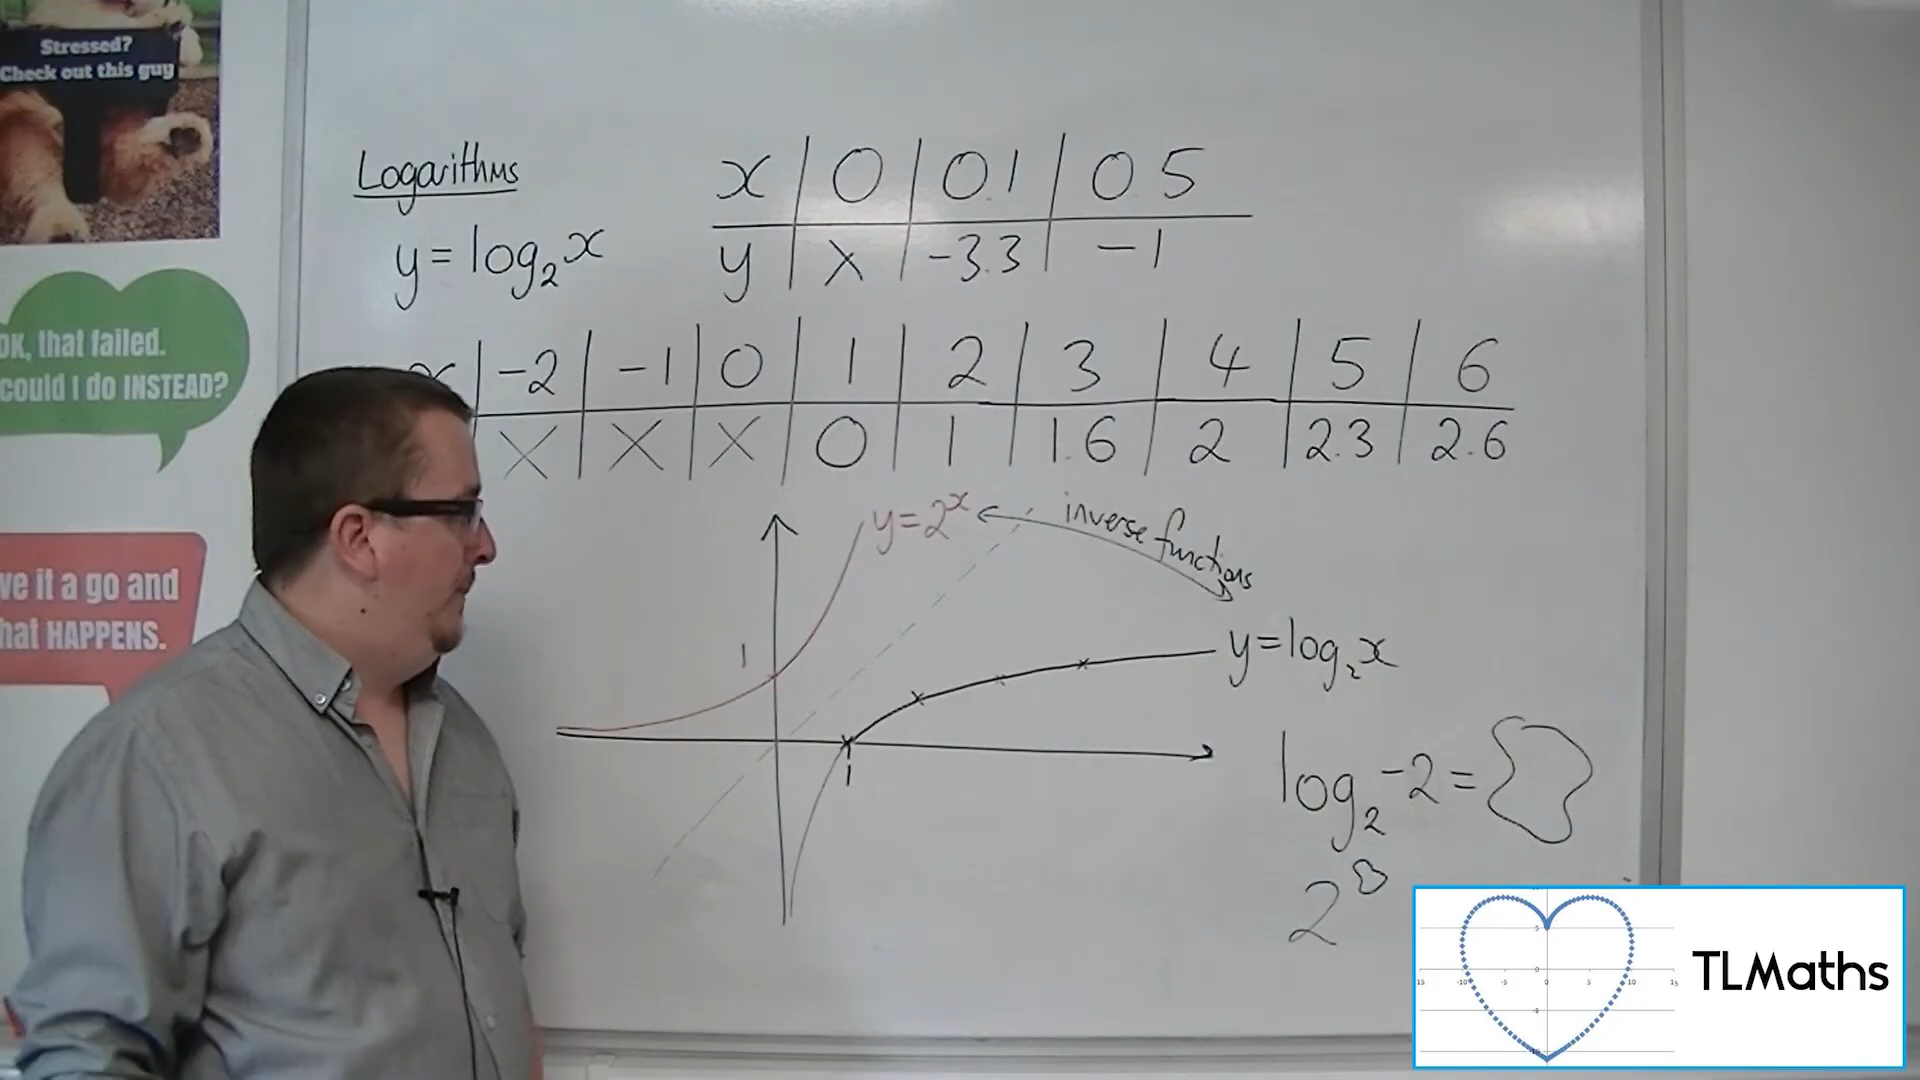 Stressed?
Check out this guy
Logarithms
y=log₂x
x | 0 | 0.1 | 0.5
y | X | -3.3 | -1
OK, that failed.
could I do INSTEAD?
x | -2 | -1 | 0 | 1 | 2 | 3 | 4 | 5 | 6
X | X | X | 0 | 1 | 1.6 | 2 | 2.3 | 2.6
y=2ˣ
inverse functions
ve it a go and
hat HAPPENS.
1
y=log₂x
1
log₂ -2 =
2
TLMaths